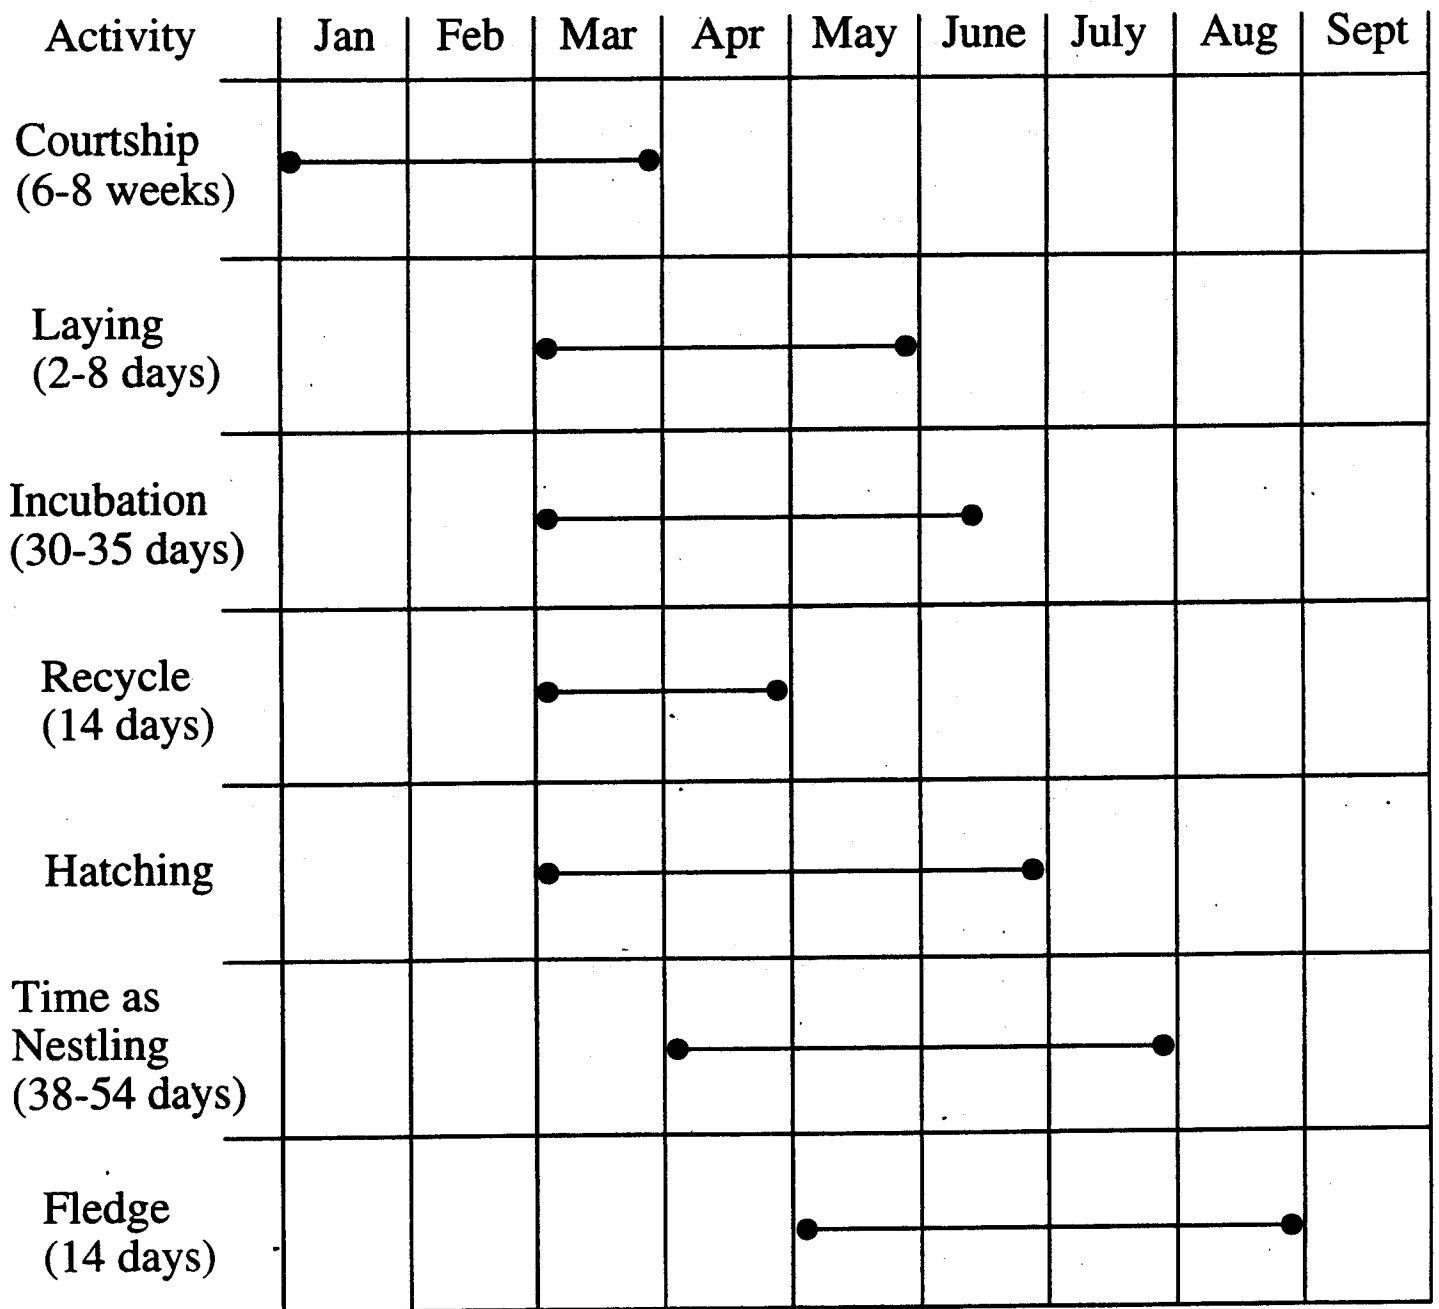 Activity Jan Feb Mar Apr May June July Aug Sept
Courtship
(6-8 weeks)
Laying
(2-8 days)
Incubation
(30-35 days)
Recycle
(14 days)
Hatching
Time as
Nestling
(38-54 days)
Fledge
(14 days)